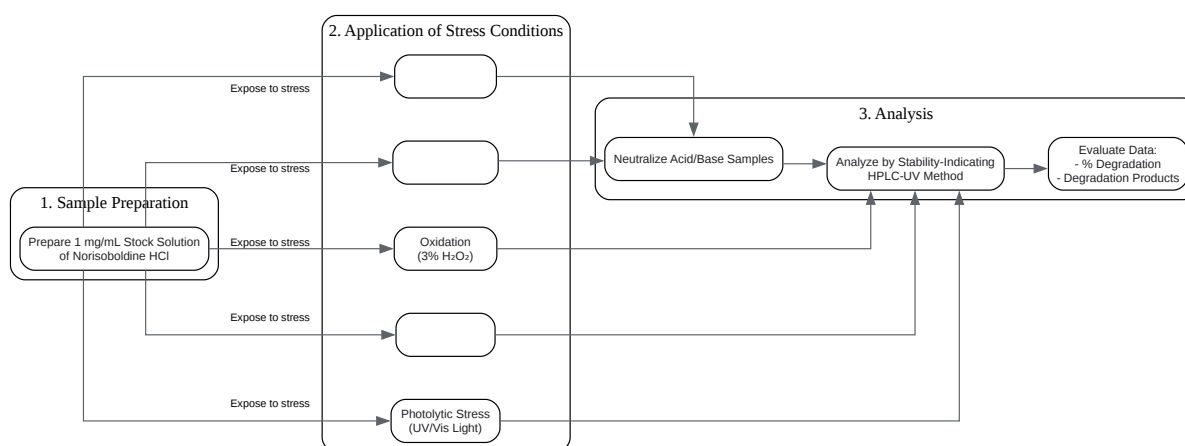 2. Application of Stress Conditions
Expose to stress
3. Analysis
Neutralize Acid/Base Samples
Analyze by Stability-Indicating
HPLC-UV Method
Evaluate Data:
- % Degradation
- Degradation Products
Expose to stress
1. Sample Preparation
Prepare 1 mg/mL Stock Solution
of Norisoboldine HCl
Expose to stress
Oxidation
(3% H₂O₂)
Expose to stress
Expose to stress
Photolytic Stress
(UV/Vis Light)